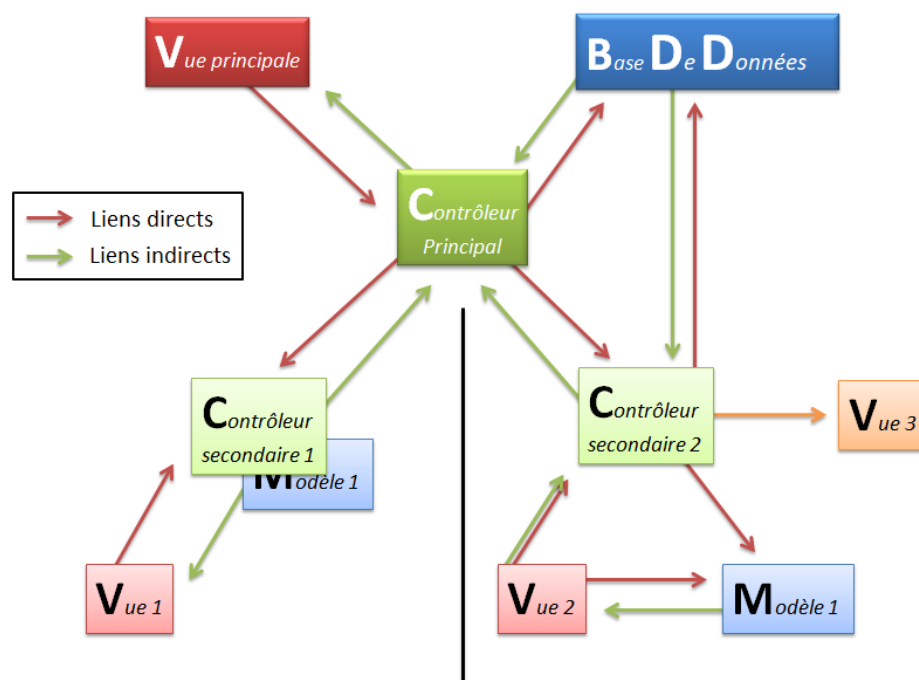 Vue principale
Base De Données
Contrôleur
Principal
Liens directs
Liens indirects
Contrôleur
secondaire 1
Modèle 1
Contrôleur
secondaire 2
Vue 3
Vue 1
Vue 2
Modèle 1